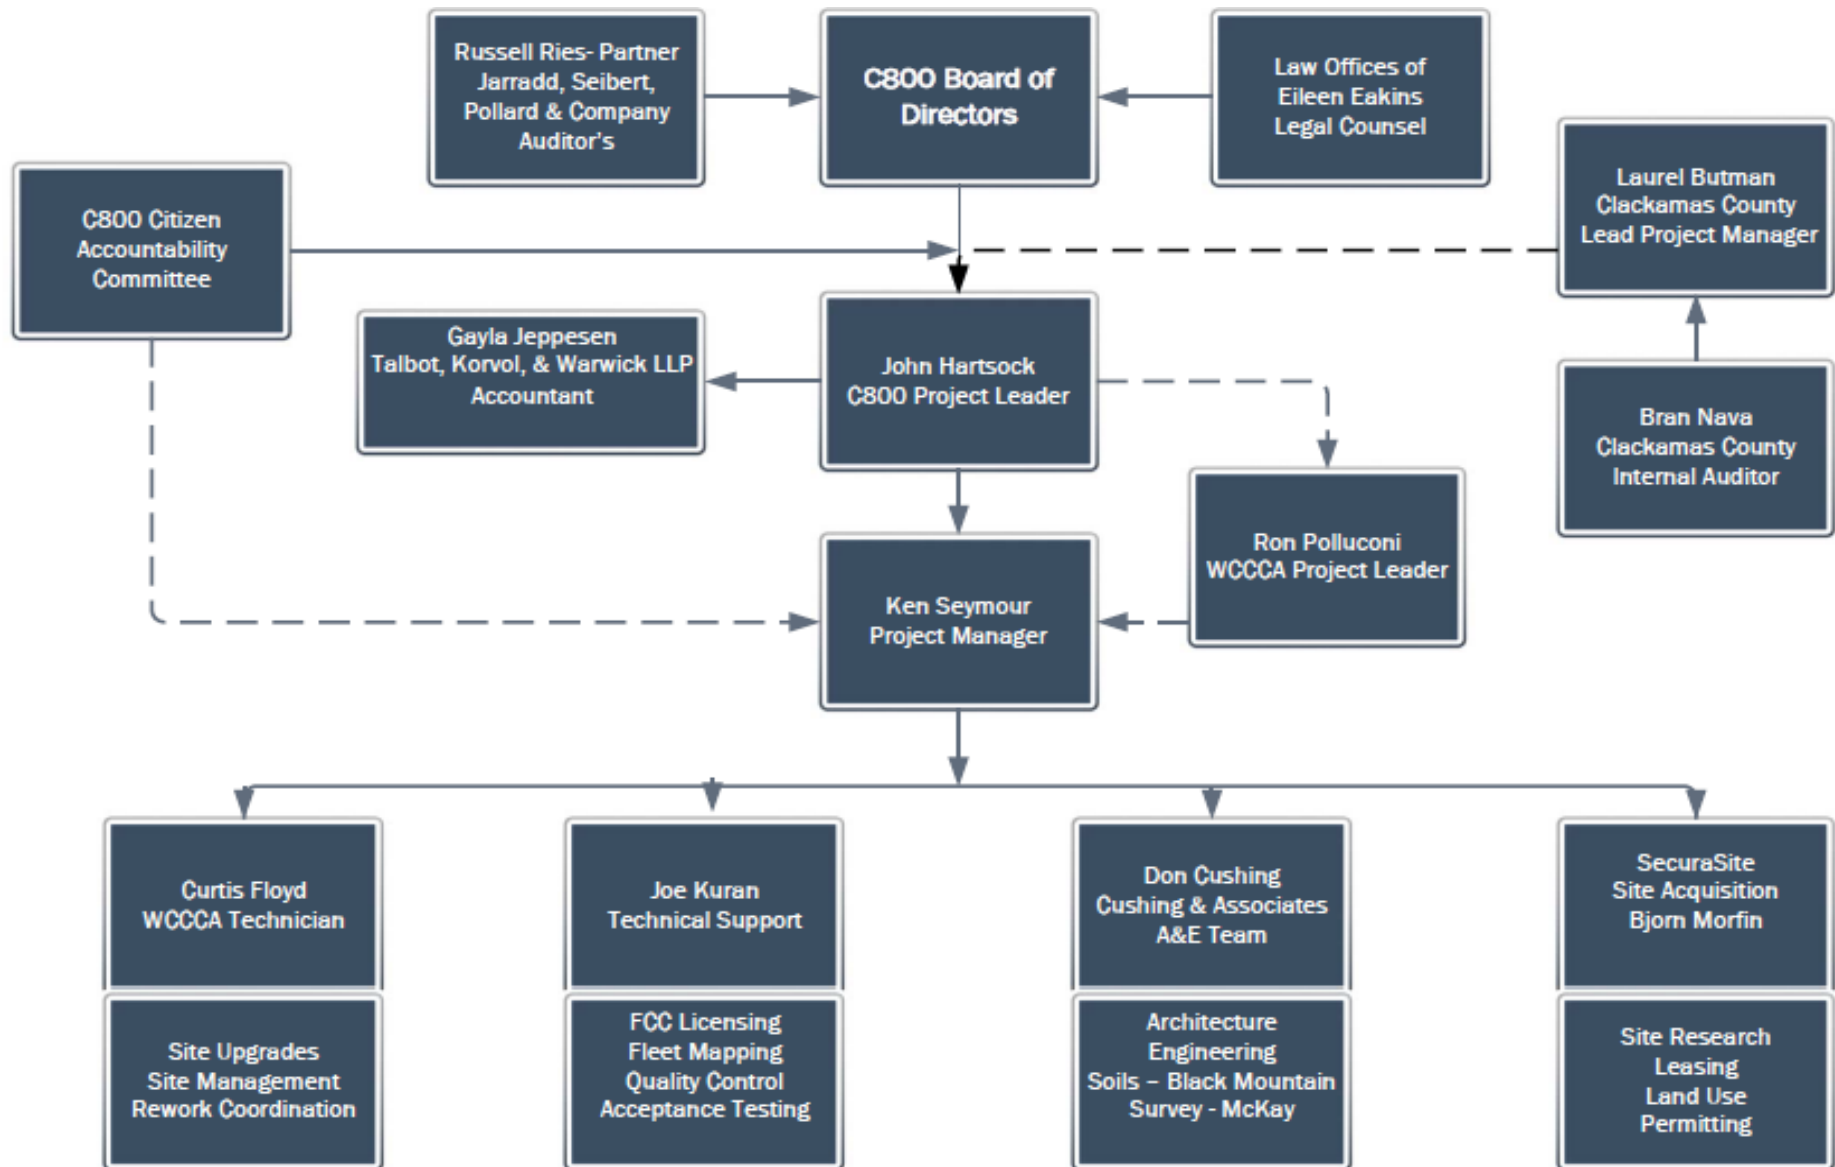 Russell Ries- Partner
Jarradd, Seibert,
Pollard & Company
Auditor's
C800 Board of
Directors
Law Offices of
Eileen Eakins
Legal Counsel
Laurel Butman
Clackamas County
Lead Project Manager
C800 Citizen
Accountability
Committee
Gayla Jeppesen
Talbot, Korvol, & Warwick LLP
Accountant
John Hartsock
C800 Project Leader
Bran Nava
Clackamas County
Internal Auditor
Ron Polluconi
WCCCA Project Leader
Ken Seymour
Project Manager
Curtis Floyd
WCCCA Technician
Joe Kuran
Technical Support
Don Cushing
Cushing & Associates
A&E Team
SecuraSite
Site Acquisition
Bjorn Morfin
Site Upgrades
Site Management
Rework Coordination
FCC Licensing
Fleet Mapping
Quality Control
Acceptance Testing
Architecture
Engineering
Soils – Black Mountain
Survey - McKay
Site Research
Leasing
Land Use
Permitting